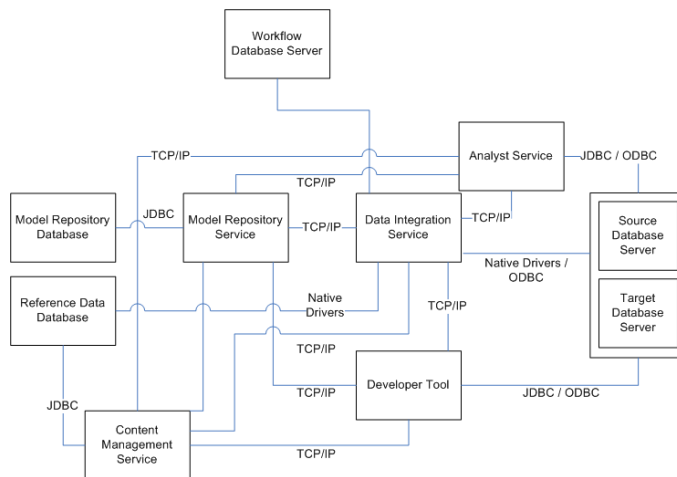 Workflow
Database Server
TCP/IP
Analyst Service
JDBC / ODBC
TCP/IP
Model Repository
Database
JDBC
Model Repository
Service
TCP/IP
Data Integration
Service
TCP/IP
Source
Database
Server
Native Drivers /
ODBC
Reference Data
Database
Native
Drivers
TCP/IP
Target
Database
Server
TCP/IP
Developer Tool
JDBC
TCP/IP
JDBC / ODBC
Content
Management
Service
TCP/IP